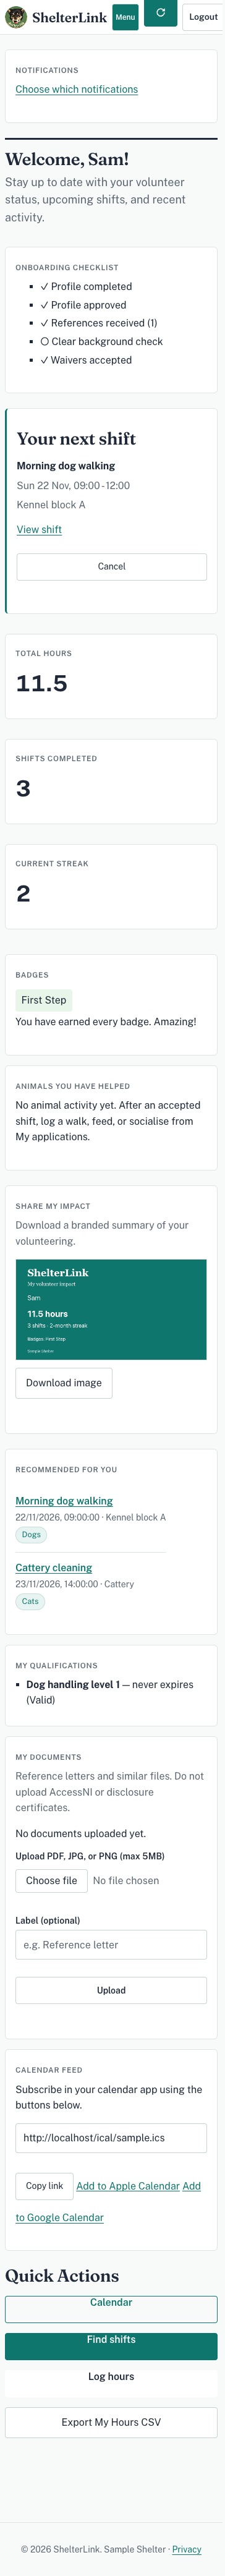 ShelterLink
Menu
Logout
NOTIFICATIONS
Choose which notifications
Welcome, Sam!
Stay up to date with your volunteer
status, upcoming shifts, and recent
activity.
ONBOARDING CHECKLIST
✓ Profile completed
✓ Profile approved
✓ References received (1)
○ Clear background check
✓ Waivers accepted
Your next shift
Morning dog walking
Sun 22 Nov, 09:00 - 12:00
Kennel block A
View shift
Cancel
TOTAL HOURS
11.5
SHIFTS COMPLETED
3
CURRENT STREAK
2
BADGES
First Step
You have earned every badge. Amazing!
ANIMALS YOU HAVE HELPED
No animal activity yet. After an accepted
shift, log a walk, feed, or socialise from
My applications.
SHARE MY IMPACT
Download a branded summary of your
volunteering.
ShelterLink
My volunteer impact
Sam
11.5 hours
3 shifts · 2-month streak
Badges: First Step
Sample Shelter
Download image
RECOMMENDED FOR YOU
Morning dog walking
22/11/2026, 09:00:00 · Kennel block A
Dogs
Cattery cleaning
23/11/2026, 14:00:00 · Cattery
Cats
MY QUALIFICATIONS
Dog handling level 1 — never expires
(Valid)
MY DOCUMENTS
Reference letters and similar files. Do not
upload AccessNI or disclosure
certificates.
No documents uploaded yet.
Upload PDF, JPG, or PNG (max 5MB)
Choose file No file chosen
Label (optional)
e.g. Reference letter
Upload
CALENDAR FEED
Subscribe in your calendar app using the
buttons below.
http://localhost/ical/sample.ics
Copy link Add to Apple Calendar Add
to Google Calendar
Quick Actions
Calendar
Find shifts
Log hours
Export My Hours CSV
© 2026 ShelterLink. Sample Shelter · Privacy